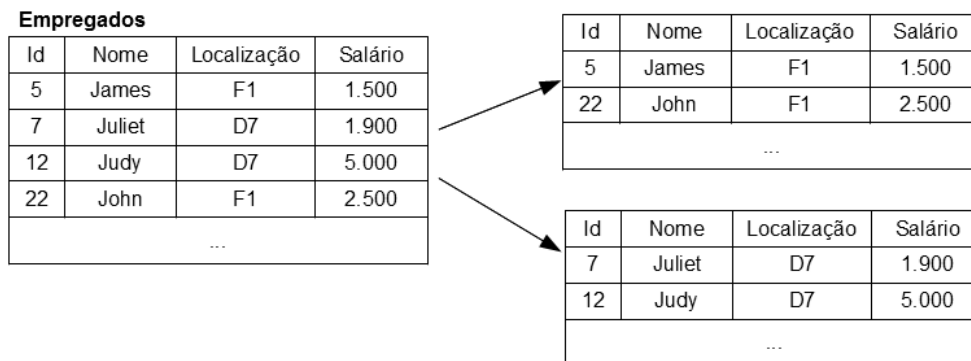 Empregados
Id Nome Localização Salário
5 James F1 1.500
7 Juliet D7 1.900
12 Judy D7 5.000
22 John F1 2.500
...
Id Nome Localização Salário
5 James F1 1.500
22 John F1 2.500
...
Id Nome Localização Salário
7 Juliet D7 1.900
12 Judy D7 5.000
...